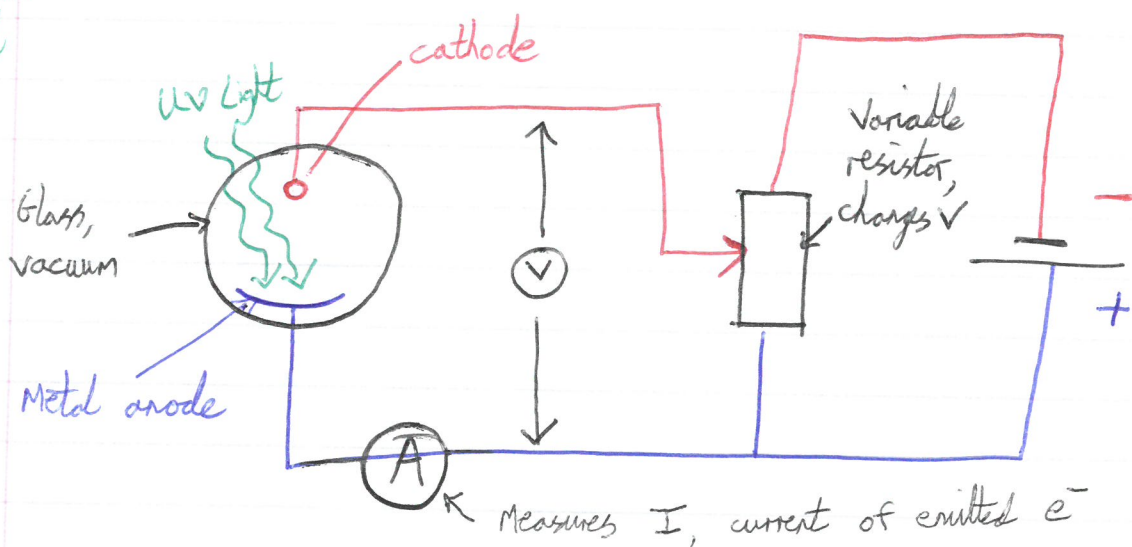 cathode
UV Light
Variable
resistor,
changes V
Glass,
vacuum
V
−
+
Metal anode
A
Measures I, current of emitted e⁻